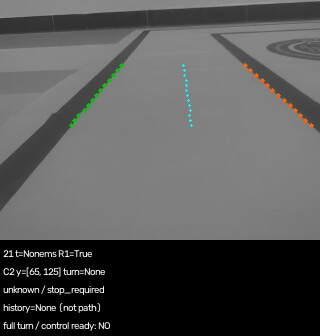 21 t=Nonems R1=True
C2 y=[65, 125] turn=None
unknown / stop_required
history=None (not path)
full turn / control ready: NO